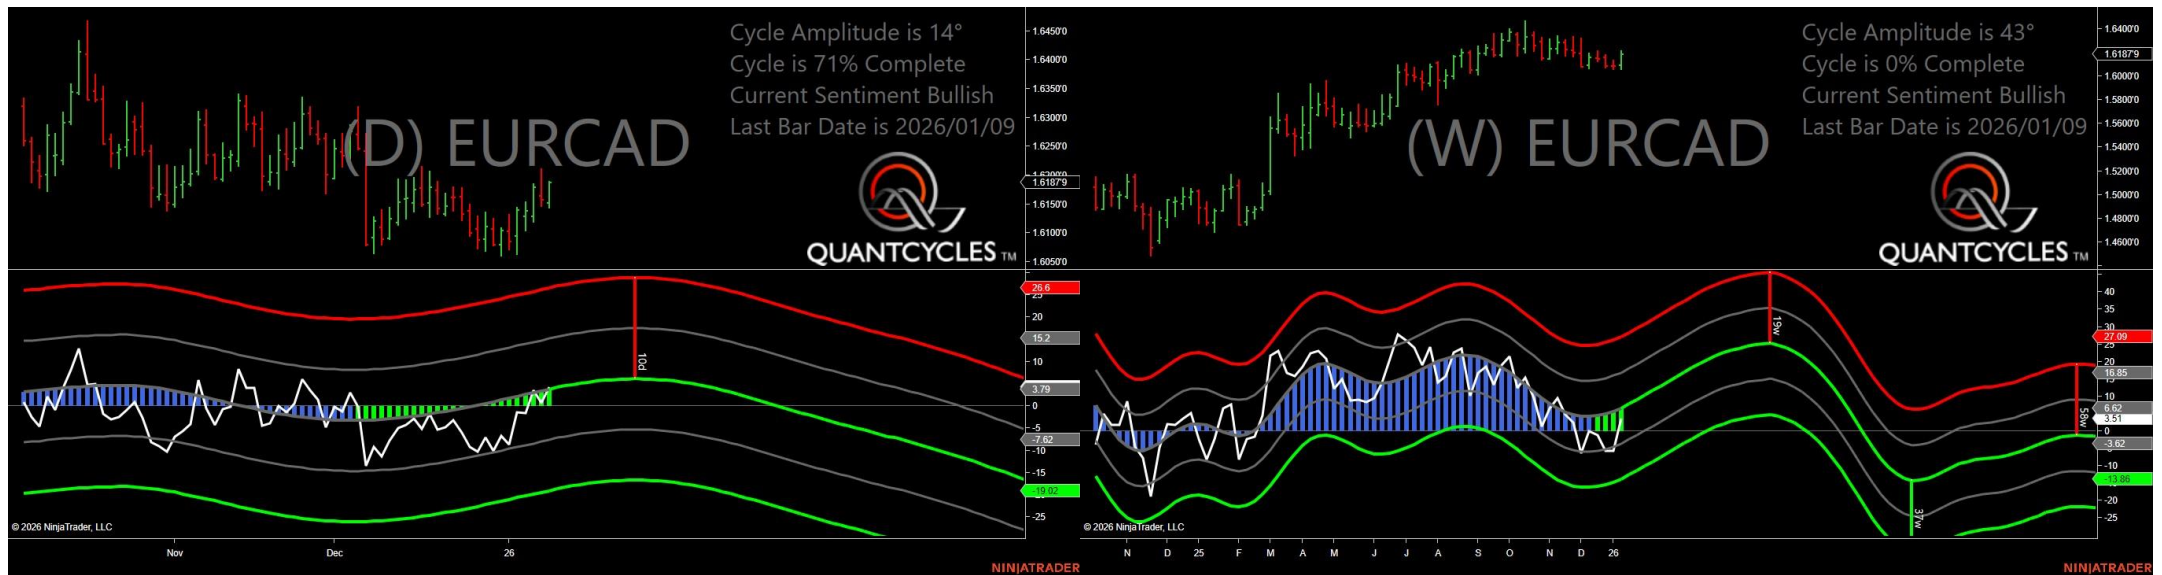 Cycle Amplitude is 14°
Cycle is 71% Complete
Current Sentiment Bullish
Last Bar Date is 2026/01/09
(D) EURCAD
QUANTCYCLES TM
1.6450'0
1.6400'0
1.6350'0
1.6300'0
1.6250'0
1.6200'0
1.6187'9
1.6150'0
1.6100'0
1.6050'0
26.6
25
20
15.2
10
3.79
0
-5
-7.62
-10
-15
-19.02
-25
10d
© 2026 NinjaTrader, LLC
Nov Dec 26
NINJATRADER
Cycle Amplitude is 43°
Cycle is 0% Complete
Current Sentiment Bullish
Last Bar Date is 2026/01/09
(W) EURCAD
QUANTCYCLES TM
1.6400'0
1.6187'9
1.6000'0
1.5800'0
1.5600'0
1.5400'0
1.5200'0
1.5000'0
1.4800'0
1.4600'0
40
35
30
27.09
25
20
16.85
10
6.62
3.51
0
-3.62
-10
-13.86
-20
-25
19w
58w
37w
© 2026 NinjaTrader, LLC
N D 25 F M A M J J A S O N D 26
NINJATRADER